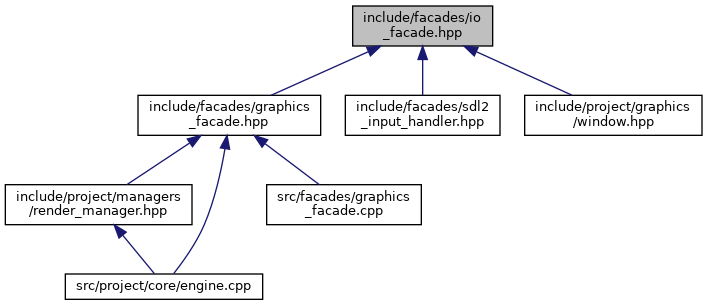 include/facades/io
_facade.hpp
include/facades/graphics
_facade.hpp
include/facades/sdl2
_input_handler.hpp
include/project/graphics
/window.hpp
include/project/managers
/render_manager.hpp
src/facades/graphics
_facade.cpp
src/project/core/engine.cpp